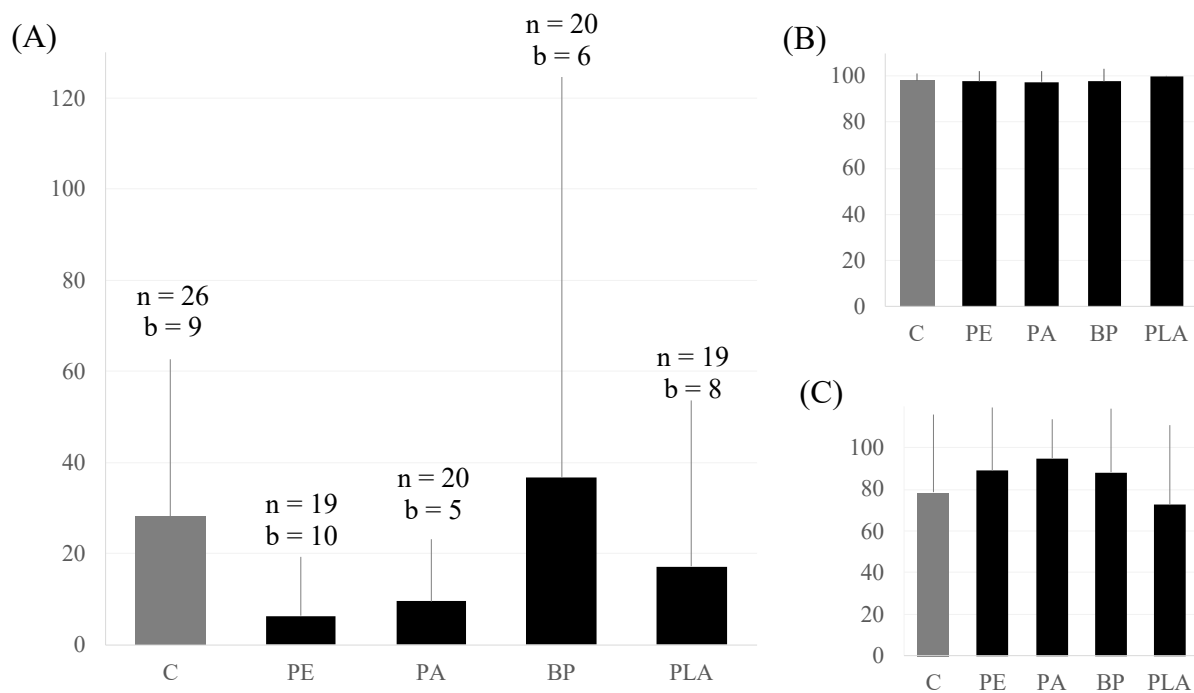 (A)
n = 20
b = 6
n = 26
b = 9
n = 19
b = 8
n = 20
b = 5
n = 19
b = 10
120
100
80
60
40
20
0
C PE PA BP PLA
(B)
100
80
60
40
20
0
C PE PA BP PLA
(C)
100
80
60
40
20
0
C PE PA BP PLA